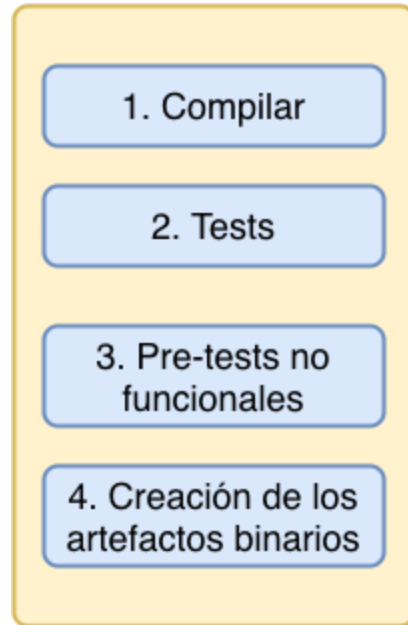 1. Compilar
2. Tests
3. Pre-tests no
funcionales
4. Creación de los
artefactos binarios